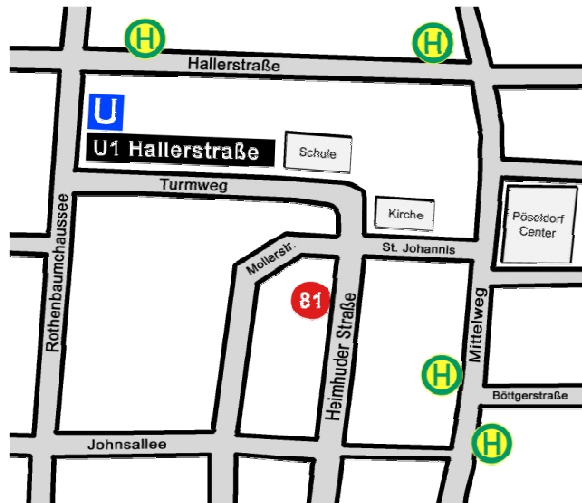 H
H
Hallerstraße
U
U1 Hallerstraße
Schule
Turmweg
Kirche
Pöseldorf
Center
Rothenbaumchaussee
Mollerstr.
St. Johannis
81
Heimhuder Straße
Mittelweg
H
Böttgerstraße
Johnsallee
H